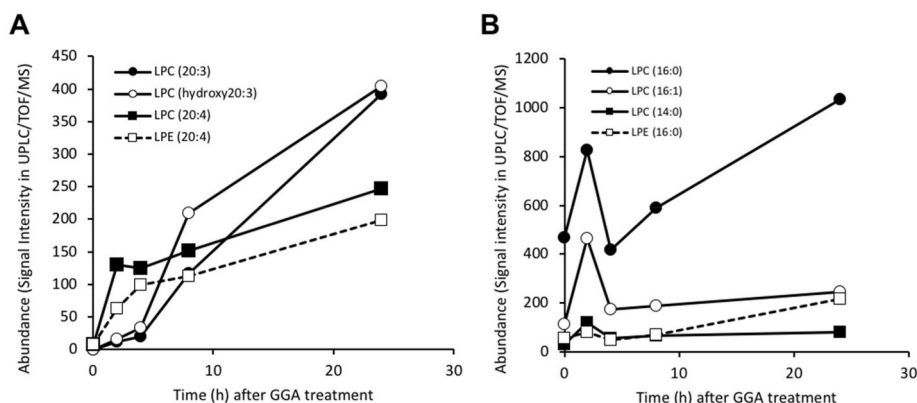 A
450
400
350
300
250
200
150
100
50
0
0
10
20
30
LPC (20:3)
LPC (hydroxy20:3)
LPC (20:4)
LPE (20:4)
Abundance (Signal Intensity in UPLC/TOF/MS)
Time (h) after GGA treatment
B
1200
1000
800
600
400
200
0
0
10
20
30
LPC (16:0)
LPC (16:1)
LPC (14:0)
LPE (16:0)
Abundance (Signal intensity in UPLC/TOF/MS)
Time (h) after GGA treatment